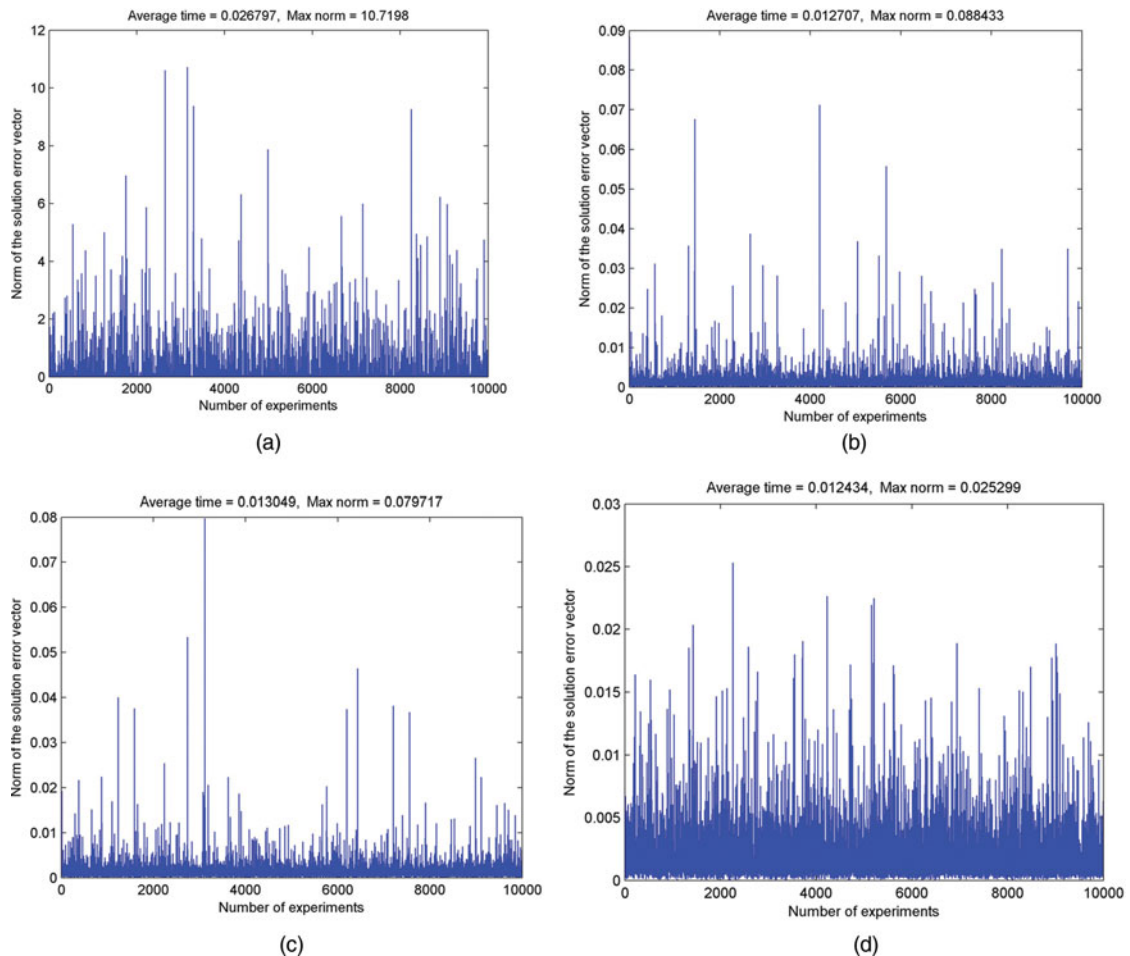 Average time = 0.026797, Max norm = 10.7198
12
10
8
6
4
2
0
Norm of the solution error vector
0 2000 4000 6000 8000 10000
Number of experiments
(a)
Average time = 0.012707, Max norm = 0.088433
0.09
0.08
0.07
0.06
0.05
0.04
0.03
0.02
0.01
0
Norm of the solution error vector
0 2000 4000 6000 8000 10000
Number of experiments
(b)
Average time = 0.013049, Max norm = 0.079717
0.08
0.07
0.06
0.05
0.04
0.03
0.02
0.01
0
Norm of the solution error vector
0 2000 4000 6000 8000 10000
Number of experiments
(c)
Average time = 0.012434, Max norm = 0.025299
0.03
0.025
0.02
0.015
0.01
0.005
0
Norm of the solution error vector
0 2000 4000 6000 8000 10000
Number of experiments
(d)